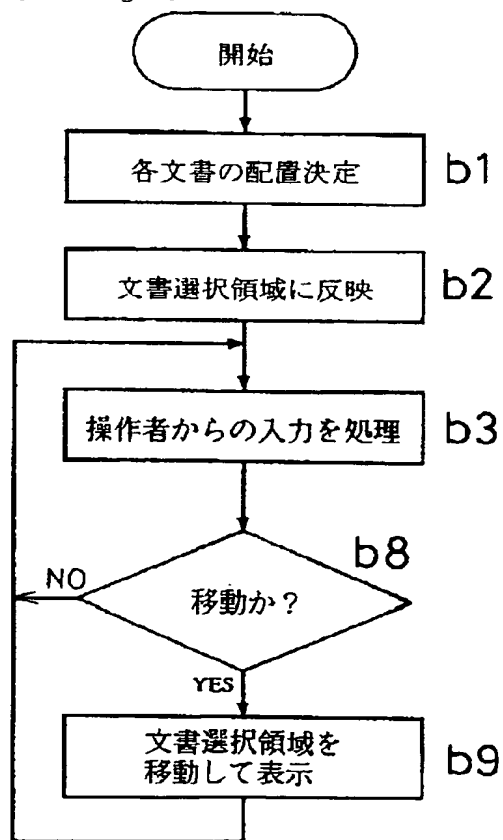 開始
各文書の配置決定 b1
文書選択領域に反映 b2
操作者からの入力を処理 b3
b8
NO
移動か?
YES
文書選択領域を
移動して表示 b9